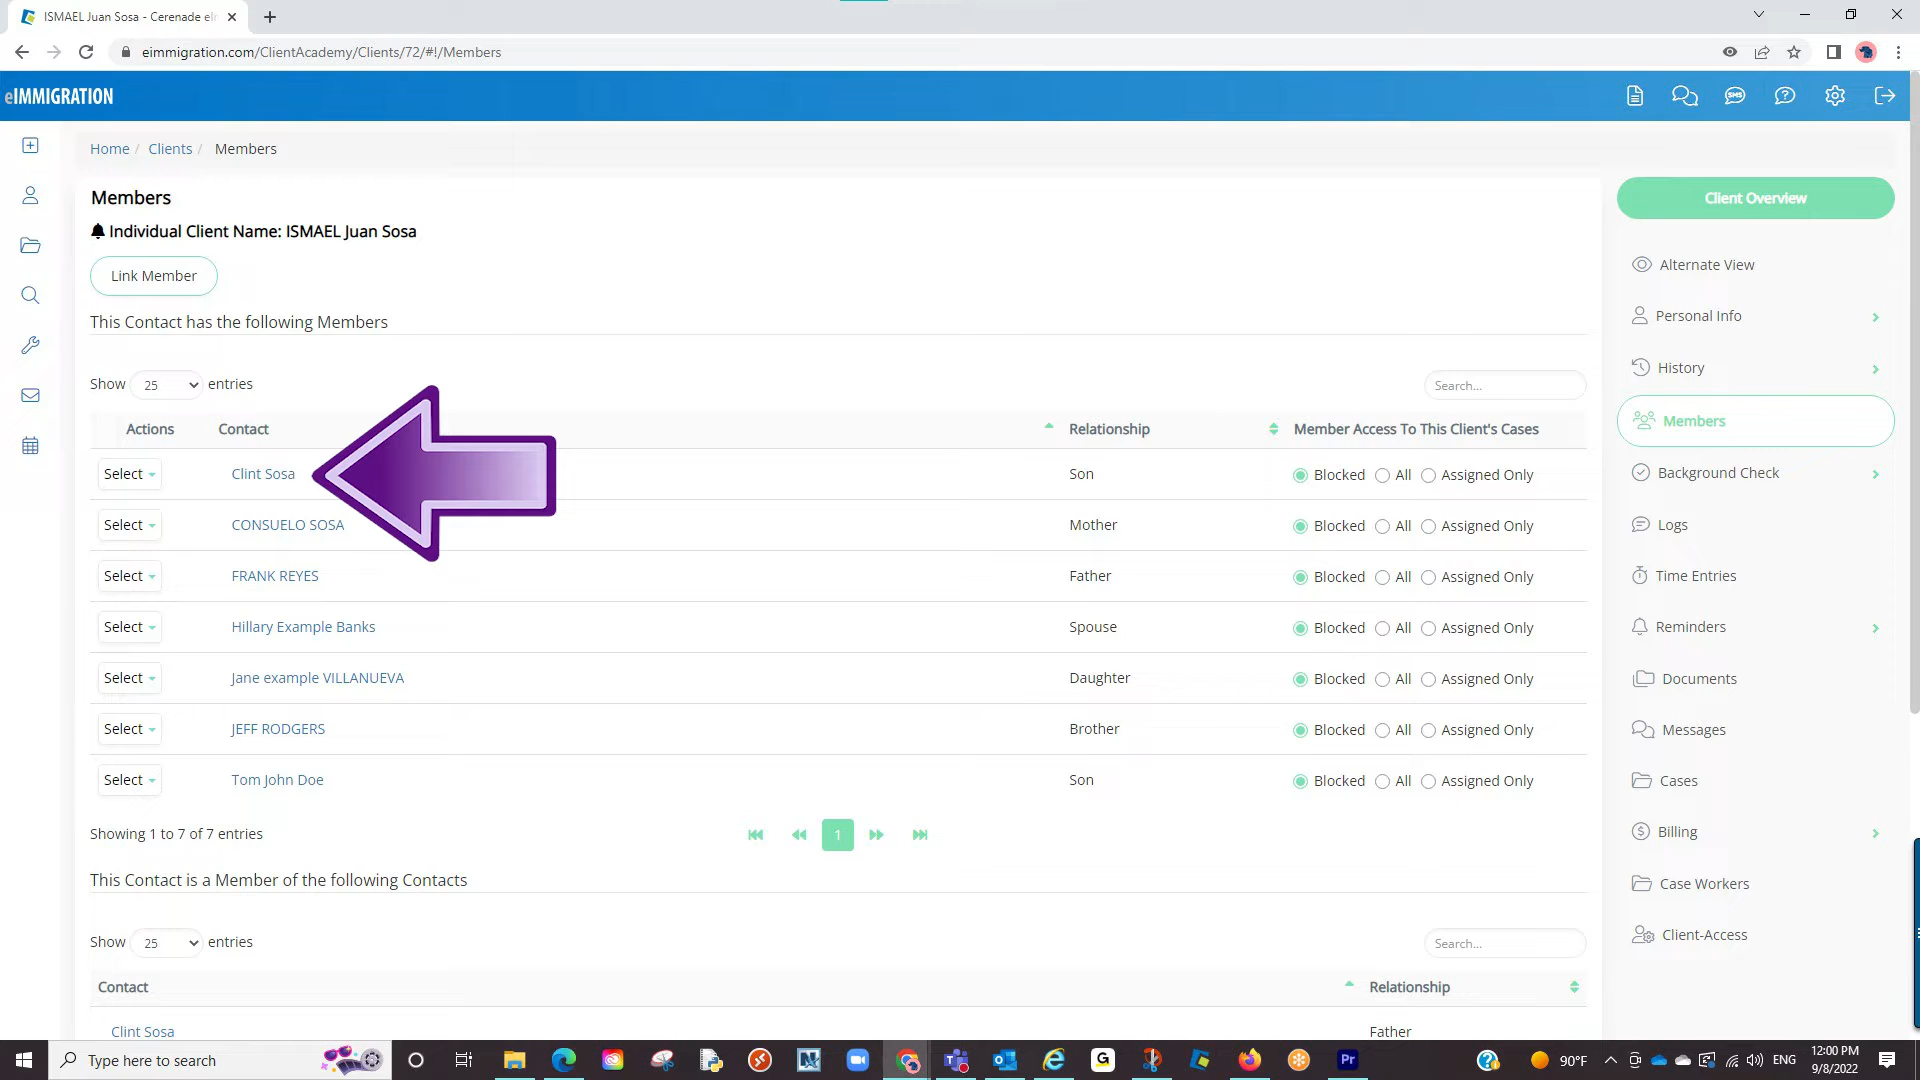 ISMAEL Juan Sosa - Cerenade eIm
eimmigration.com/ClientAcademy/Clients/72/#!/Members
eIMMIGRATION
SMS
Home / Clients / Members
Members
Individual Client Name: ISMAEL Juan Sosa
Link Member
This Contact has the following Members
Show 25 entries
Search...
Actions Contact Relationship Member Access To This Client's Cases
Select Clint Sosa Son Blocked All Assigned Only
Select CONSUELO SOSA Mother Blocked All Assigned Only
Select FRANK REYES Father Blocked All Assigned Only
Select Hillary Example Banks Spouse Blocked All Assigned Only
Select Jane example VILLANUEVA Daughter Blocked All Assigned Only
Select JEFF RODGERS Brother Blocked All Assigned Only
Select Tom John Doe Son Blocked All Assigned Only
Showing 1 to 7 of 7 entries
1
This Contact is a Member of the following Contacts
Show 25 entries
Search...
Contact Relationship
Clint Sosa Father
Client Overview
Alternate View
Personal Info
History
Members
Background Check
Logs
Time Entries
Reminders
Documents
Messages
Cases
Billing
Case Workers
Client-Access
Type here to search
G
Pr
90°F
ENG
12:00 PM
9/8/2022